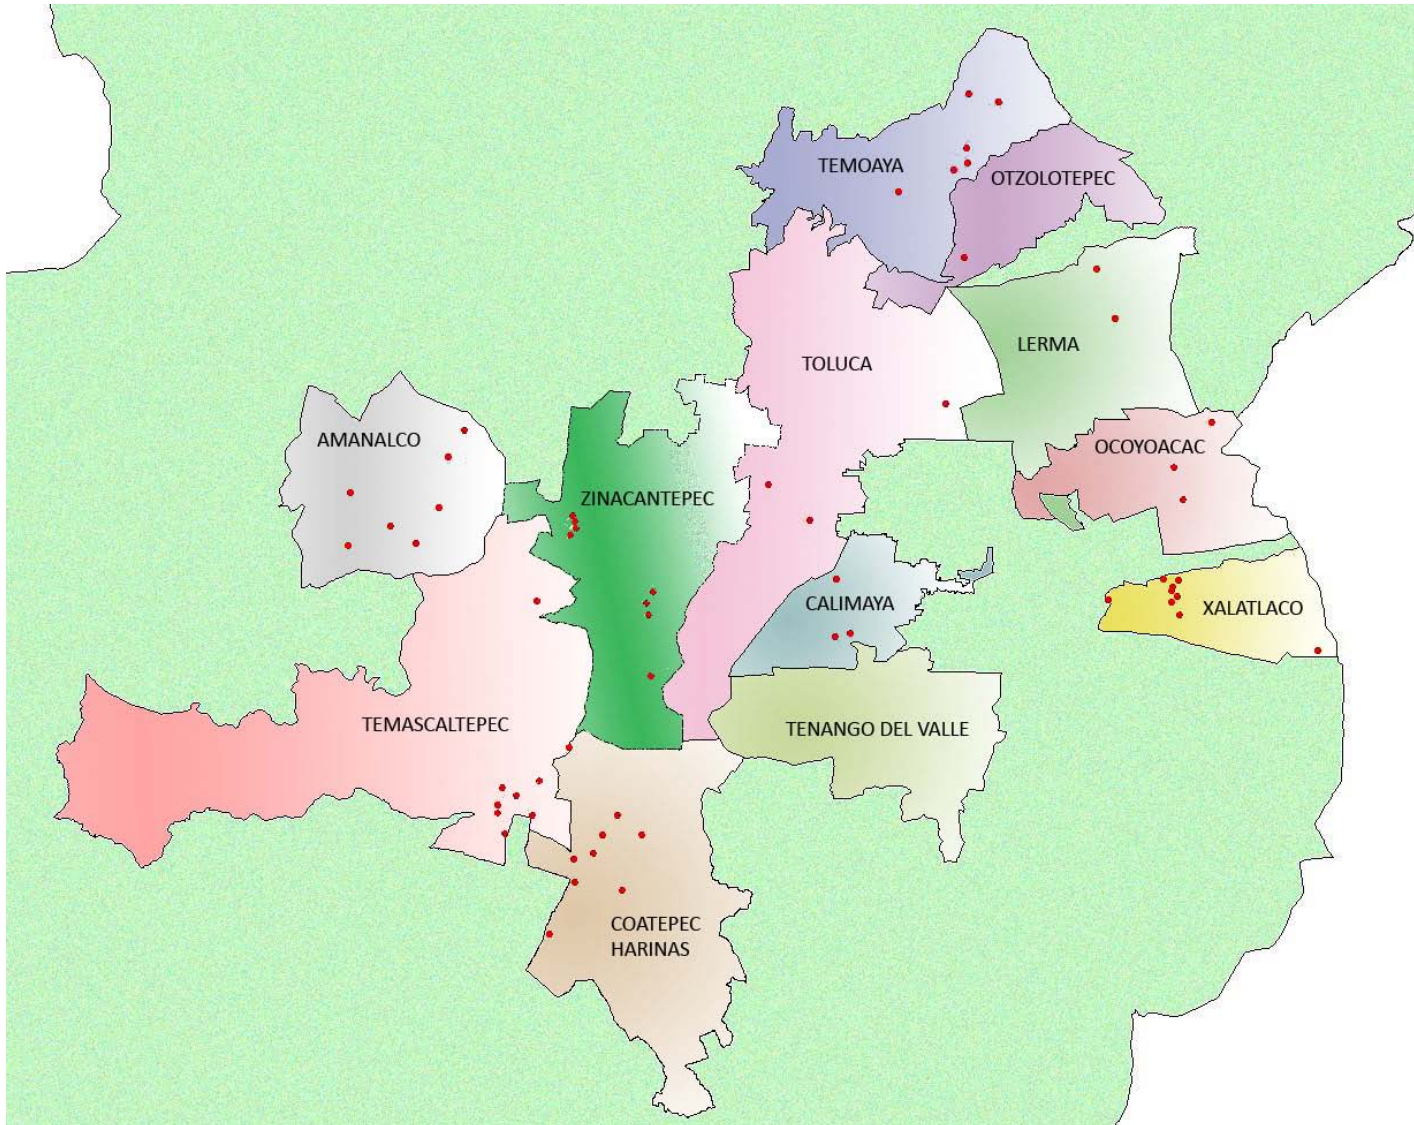 TEMOAYA
OTZOLOTEPEC
LERMA
TOLUCA
AMANALCO
OCOYOACAC
ZINACANTEPEC
CALIMAYA
XALATLACO
TEMASCALTEPEC
TENANGO DEL VALLE
COATEPEC
HARINAS